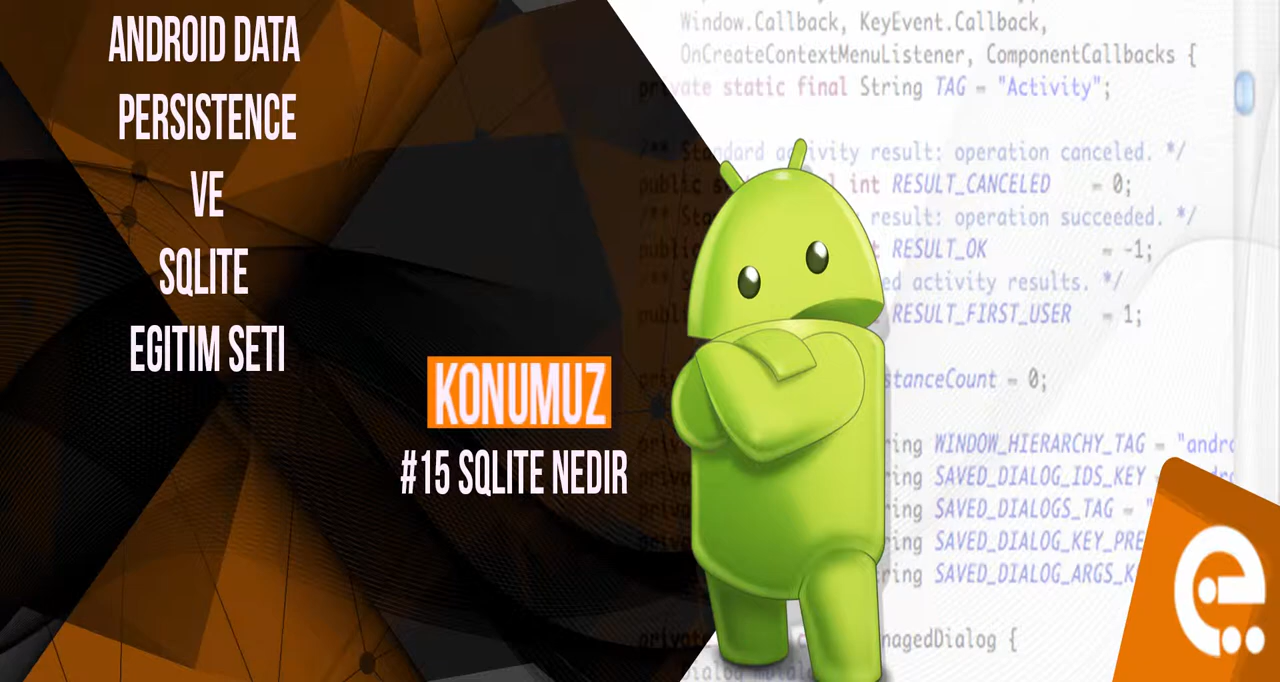 ANDROID DATA
PERSISTENCE
VE
SQLITE
EGITIM SETI
KONUMUZ
#15 SQLITE NEDIR
Window.Callback, KeyEvent.Callback,
OnCreateContextMenuListener, ComponentCallbacks {
private static final String TAG = "Activity";
/** Standard activity result: operation canceled. */
int RESULT_CANCELED = 0;
result: operation succeeded. */
RESULT_OK = -1;
activity results. */
RESULT_FIRST_USER = 1;
= 0;
WINDOW_HIERARCHY_TAG =
SAVED_DIALOG_IDS_KEY =
SAVED_DIALOGS_TAG = "
{